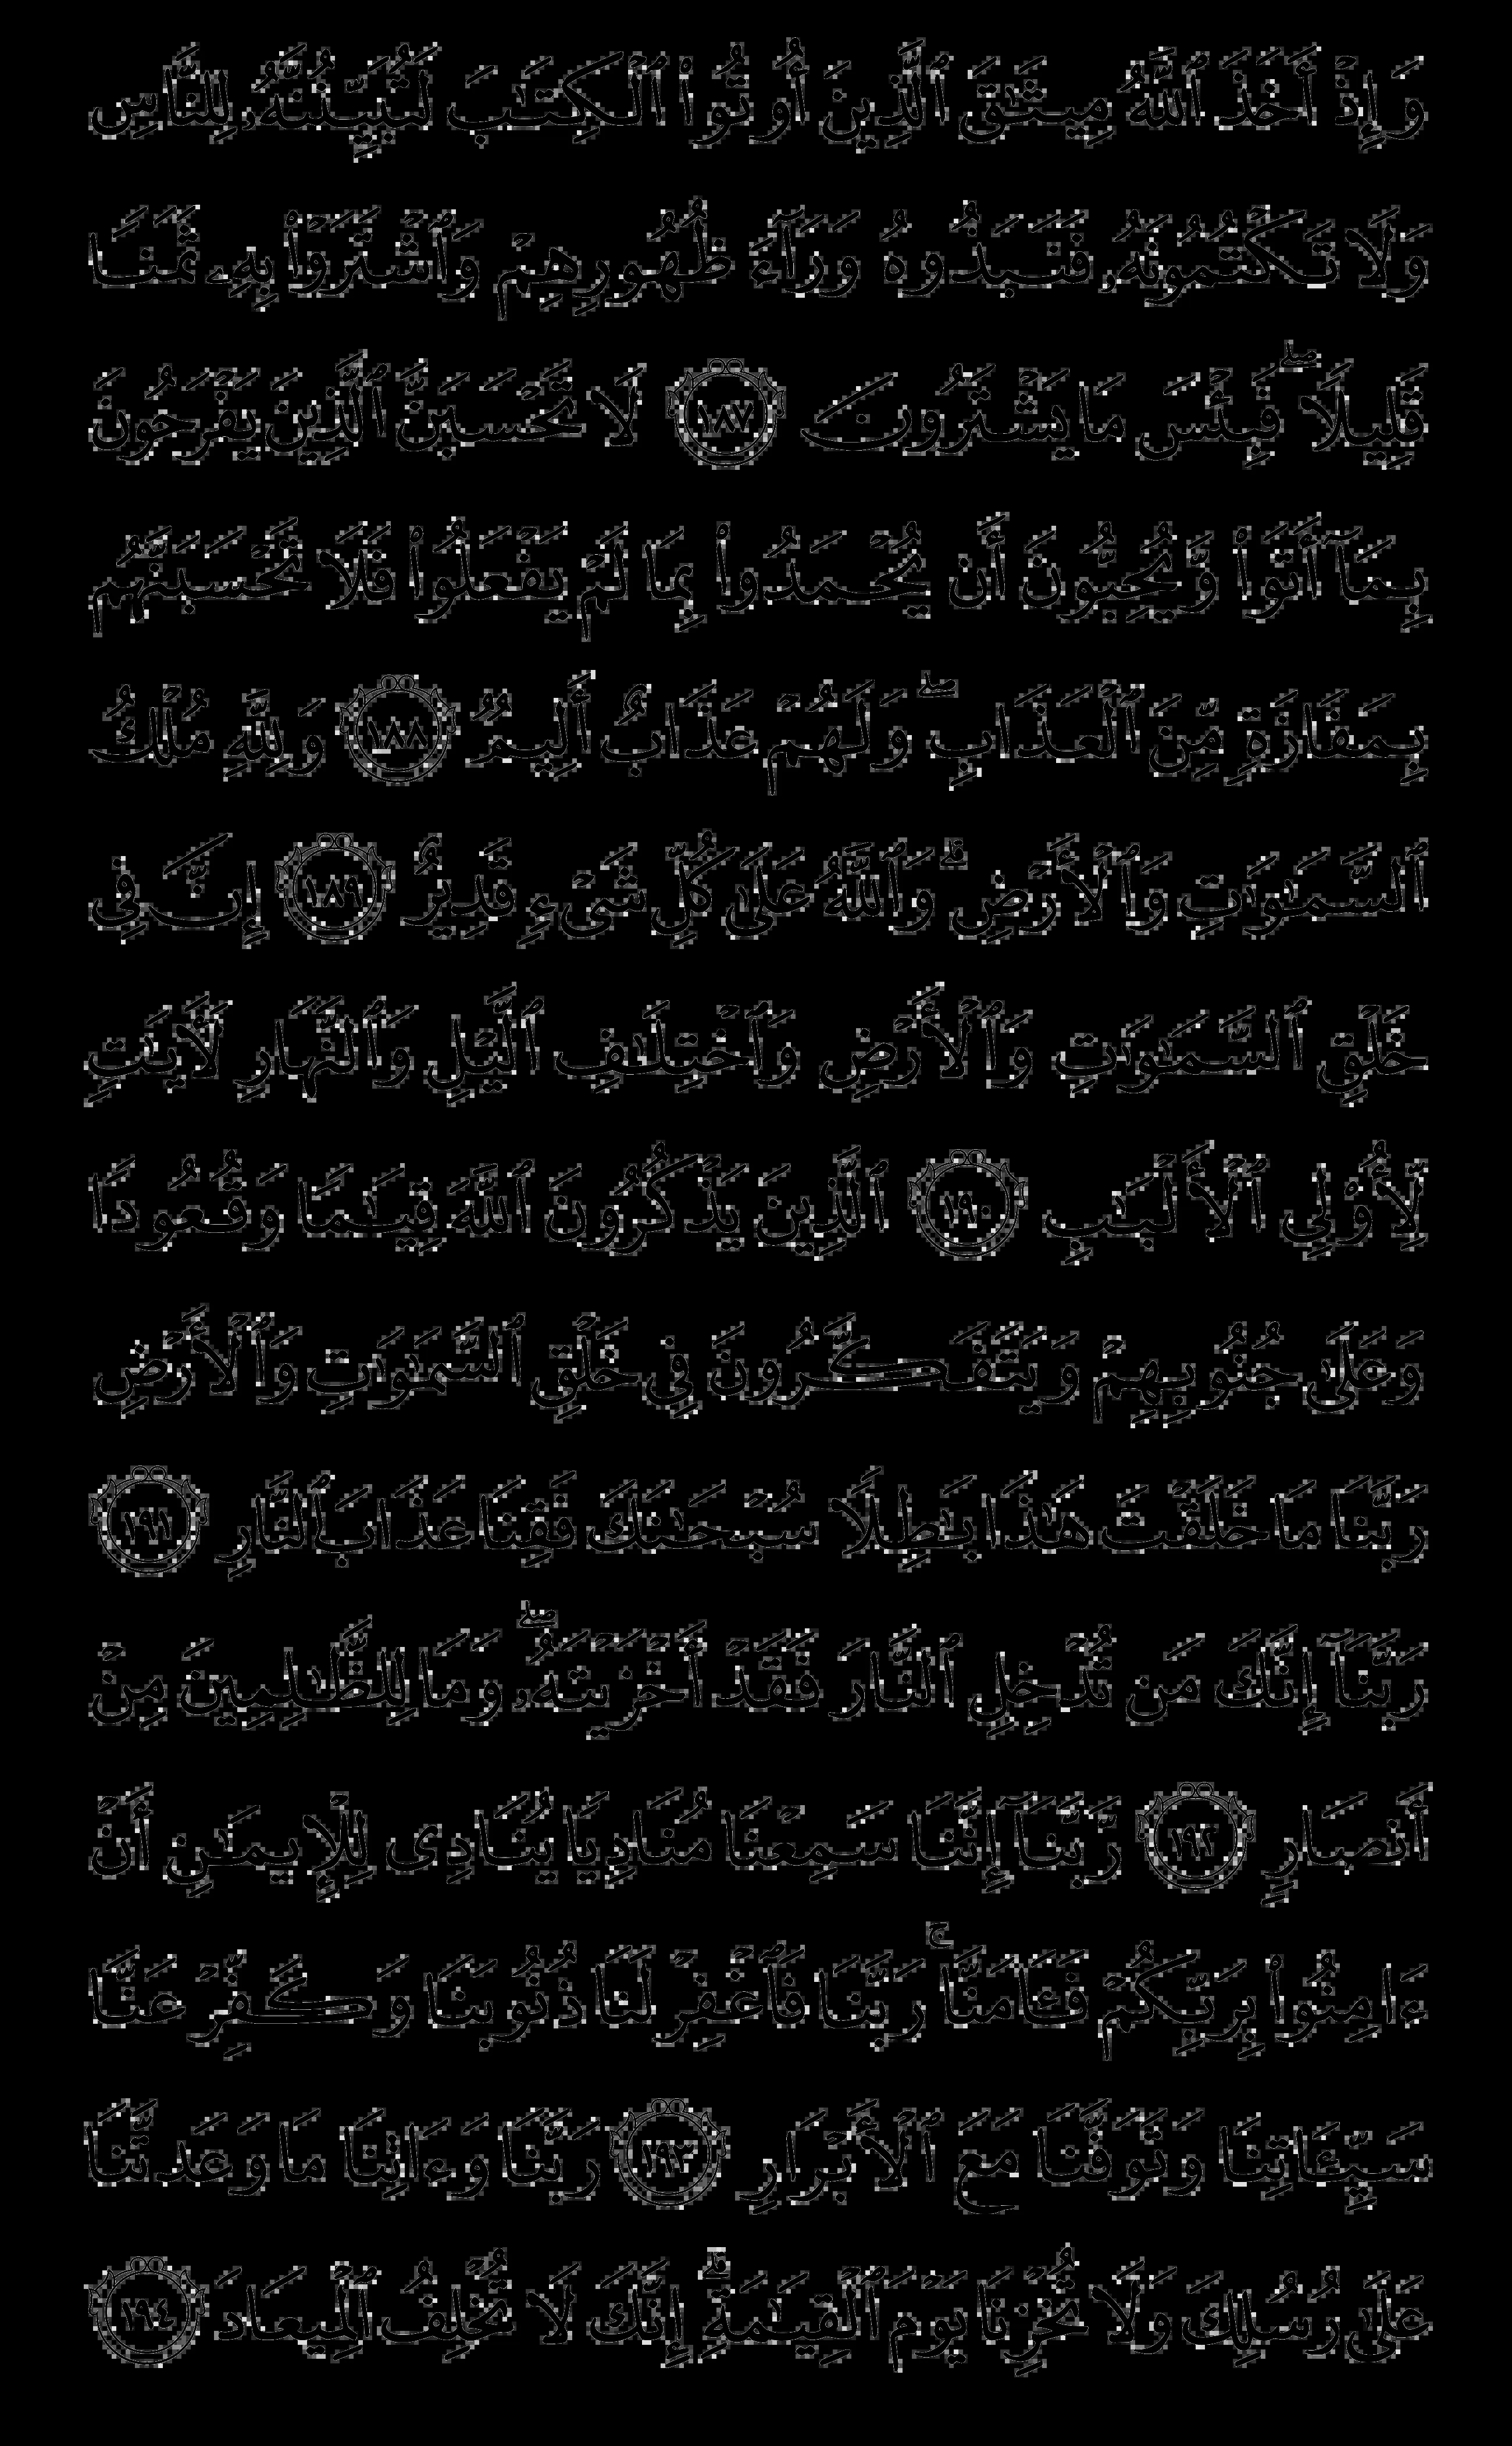 وَإِذْ أَخَذَ ٱللَّهُ مِيثَـٰقَ ٱلَّذِينَ أُوتُوا۟ ٱلْكِتَـٰبَ لَتُبَيِّنُنَّهُۥ لِلنَّاسِ
وَلَا تَكْتُمُونَهُۥ فَنَبَذُوهُ وَرَآءَ ظُهُورِهِمْ وَٱشْتَرَوْا۟ بِهِۦ ثَمَنًا
قَلِيلًا ۖ فَبِئْسَ مَا يَشْتَرُونَ ١٨٧ لَا تَحْسَبَنَّ ٱلَّذِينَ يَفْرَحُونَ
بِمَآ أَتَوا۟ وَّيُحِبُّونَ أَن يُحْمَدُوا۟ بِمَا لَمْ يَفْعَلُوا۟ فَلَا تَحْسَبَنَّهُم
بِمَفَازَةٍ مِّنَ ٱلْعَذَابِ ۖ وَلَهُمْ عَذَابٌ أَلِيمٌ ١٨٨ وَلِلَّهِ مُلْكُ
ٱلسَّمَـٰوَٰتِ وَٱلْأَرْضِ ۗ وَٱللَّهُ عَلَىٰ كُلِّ شَىْءٍ قَدِيرٌ ١٨٩ إِنَّ فِى
خَلْقِ ٱلسَّمَـٰوَٰتِ وَٱلْأَرْضِ وَٱخْتِلَـٰفِ ٱلَّيْلِ وَٱلنَّهَارِ لَـَٔايَـٰتٍ
لِّأُو۟لِى ٱلْأَلْبَـٰبِ ١٩٠ ٱلَّذِينَ يَذْكُرُونَ ٱللَّهَ قِيَـٰمًا وَقُعُودًا
وَعَلَىٰ جُنُوبِهِمْ وَيَتَفَكَّرُونَ فِى خَلْقِ ٱلسَّمَـٰوَٰتِ وَٱلْأَرْضِ
رَبَّنَا مَا خَلَقْتَ هَـٰذَا بَـٰطِلًا سُبْحَـٰنَكَ فَقِنَا عَذَابَ ٱلنَّارِ ١٩١
رَبَّنَآ إِنَّكَ مَن تُدْخِلِ ٱلنَّارَ فَقَدْ أَخْزَيْتَهُۥ ۖ وَمَا لِلظَّـٰلِمِينَ مِنْ
أَنصَارٍ ١٩٢ رَّبَّنَآ إِنَّنَا سَمِعْنَا مُنَادِيًا يُنَادِى لِلْإِيمَـٰنِ أَنْ
ءَامِنُوا۟ بِرَبِّكُمْ فَـَٔامَنَّا ۚ رَبَّنَا فَٱغْفِرْ لَنَا ذُنُوبَنَا وَكَفِّرْ عَنَّا
سَيِّـَٔاتِنَا وَتَوَفَّنَا مَعَ ٱلْأَبْرَارِ ١٩٣ رَبَّنَا وَءَاتِنَا مَا وَعَدتَّنَا
عَلَىٰ رُسُلِكَ وَلَا تُخْزِنَا يَوْمَ ٱلْقِيَـٰمَةِ ۗ إِنَّكَ لَا تُخْلِفُ ٱلْمِيعَادَ ١٩٤